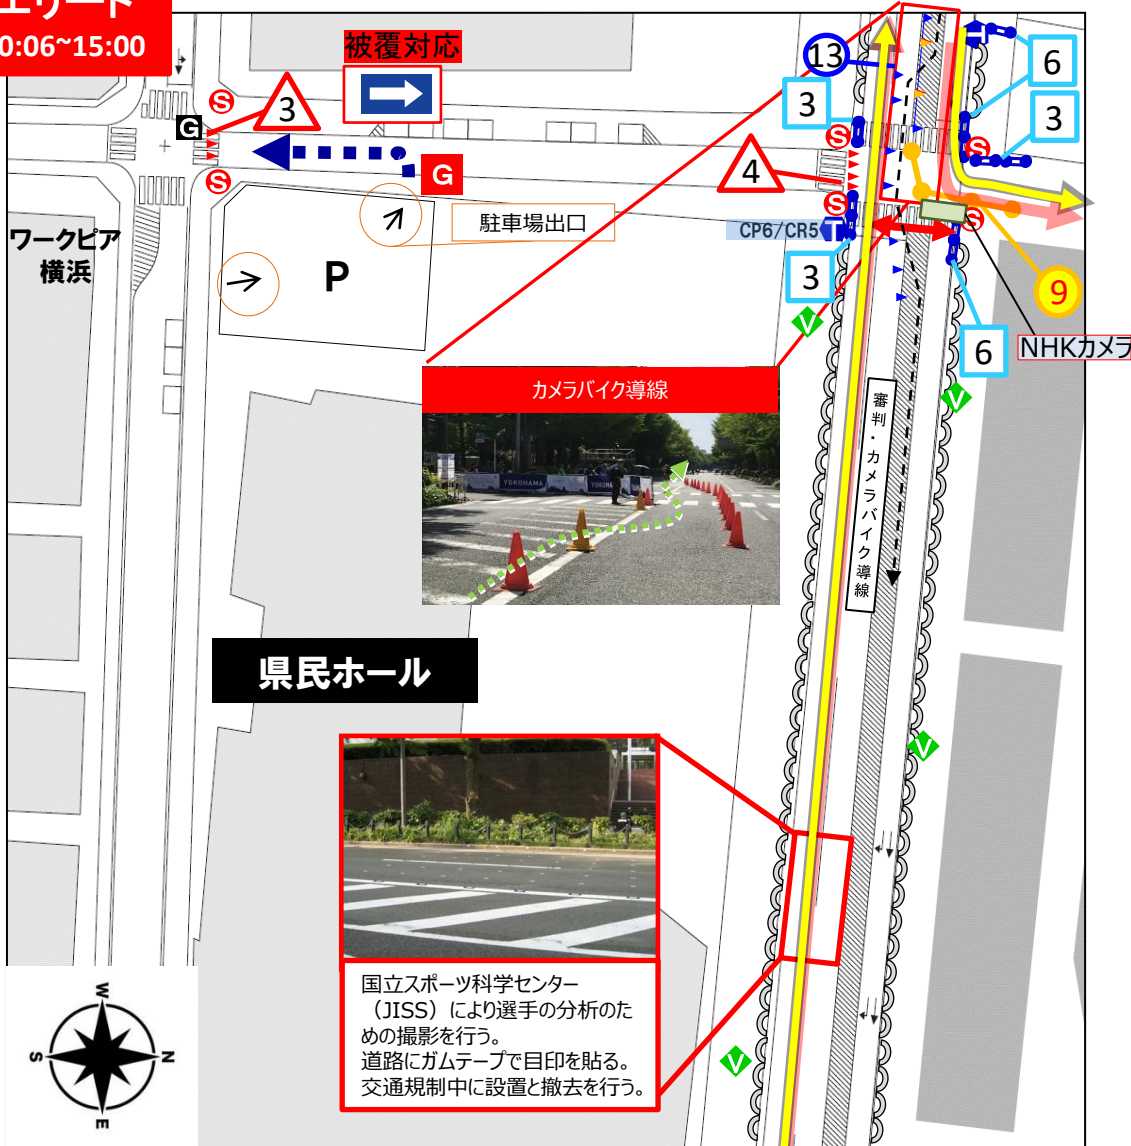 エリート
0:06~15:00
被覆対応
13
6
3
3
3
G
S
S
S
S
T
G
4
S
S
S
駐車場出口
CP6/CR5
T
ワークピア
横浜
P
3
9
V
6
NHKカメラ
カメラバイク導線
V
審判・カメラバイク導線
YOKOHAMA
県民ホール
V
国立スポーツ科学センター
（JISS）により選手の分析のた
めの撮影を行う。
道路にガムテープで目印を貼る。
交通規制中に設置と撤去を行う。
V
W
S
N
E